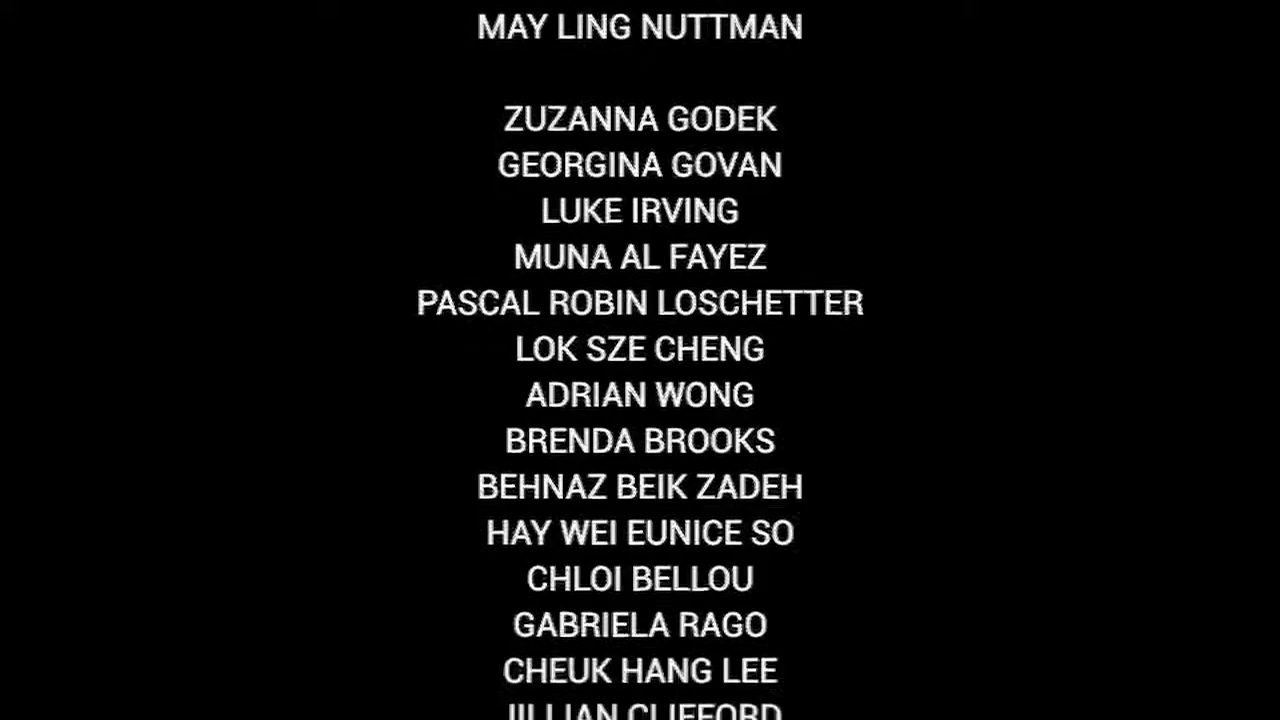 MAY LING NUTTMAN
ZUZANNA GODEK
GEORGINA GOVAN
LUKE IRVING
MUNA AL FAYEZ
PASCAL ROBIN LOSCHETTER
LOK SZE CHENG
ADRIAN WONG
BRENDA BROOKS
BEHNAZ BEIK ZADEH
HAY WEI EUNICE SO
CHLOI BELLOU
GABRIELA RAGO
CHEUK HANG LEE
JILLIAN CLIFFORD